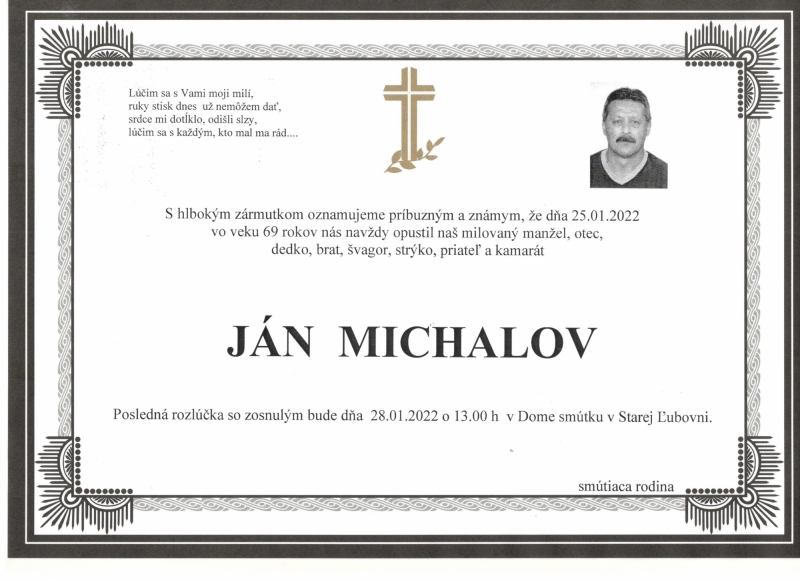 Lúčim sa s Vami moji milí,
ruky stisk dnes už nemôžem dať,
srdce mi dotĺklo, odišli slzy,
lúčim sa s každým, kto mal ma rád....
S hlbokým zármutkom oznamujeme príbuzným a známym, že dňa 25.01.2022
vo veku 69 rokov nás navždy opustil naš milovaný manžel, otec,
dedko, brat, švagor, strýko, priateľ a kamarát
JÁN MICHALOV
Posledná rozlúčka so zosnulým bude dňa 28.01.2022 o 13.00 h v Dome smútku v Starej Ľubovni.
smútiaca rodina